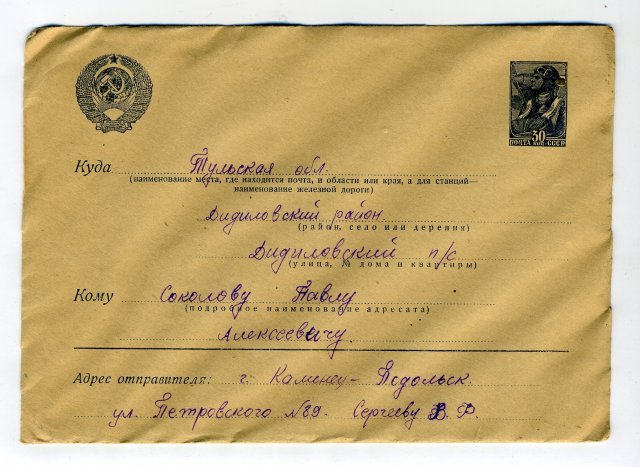 30
ПОЧТА КОП СССР
Куда Тульская обл.
(наименование места, где находится почта, и области или края, а для станций—
наименование железной дороги)
Дидиловский район
(район, село или деревня)
Дидиловский п/с
(улица, № дома и квартиры)
Кому Соколову Павлу
(подробное наименование адресата)
Алексеевичу
Адрес отправителя: г. Каменец-Подольск.
ул. Петровского №89. Сергееву В. Ф.